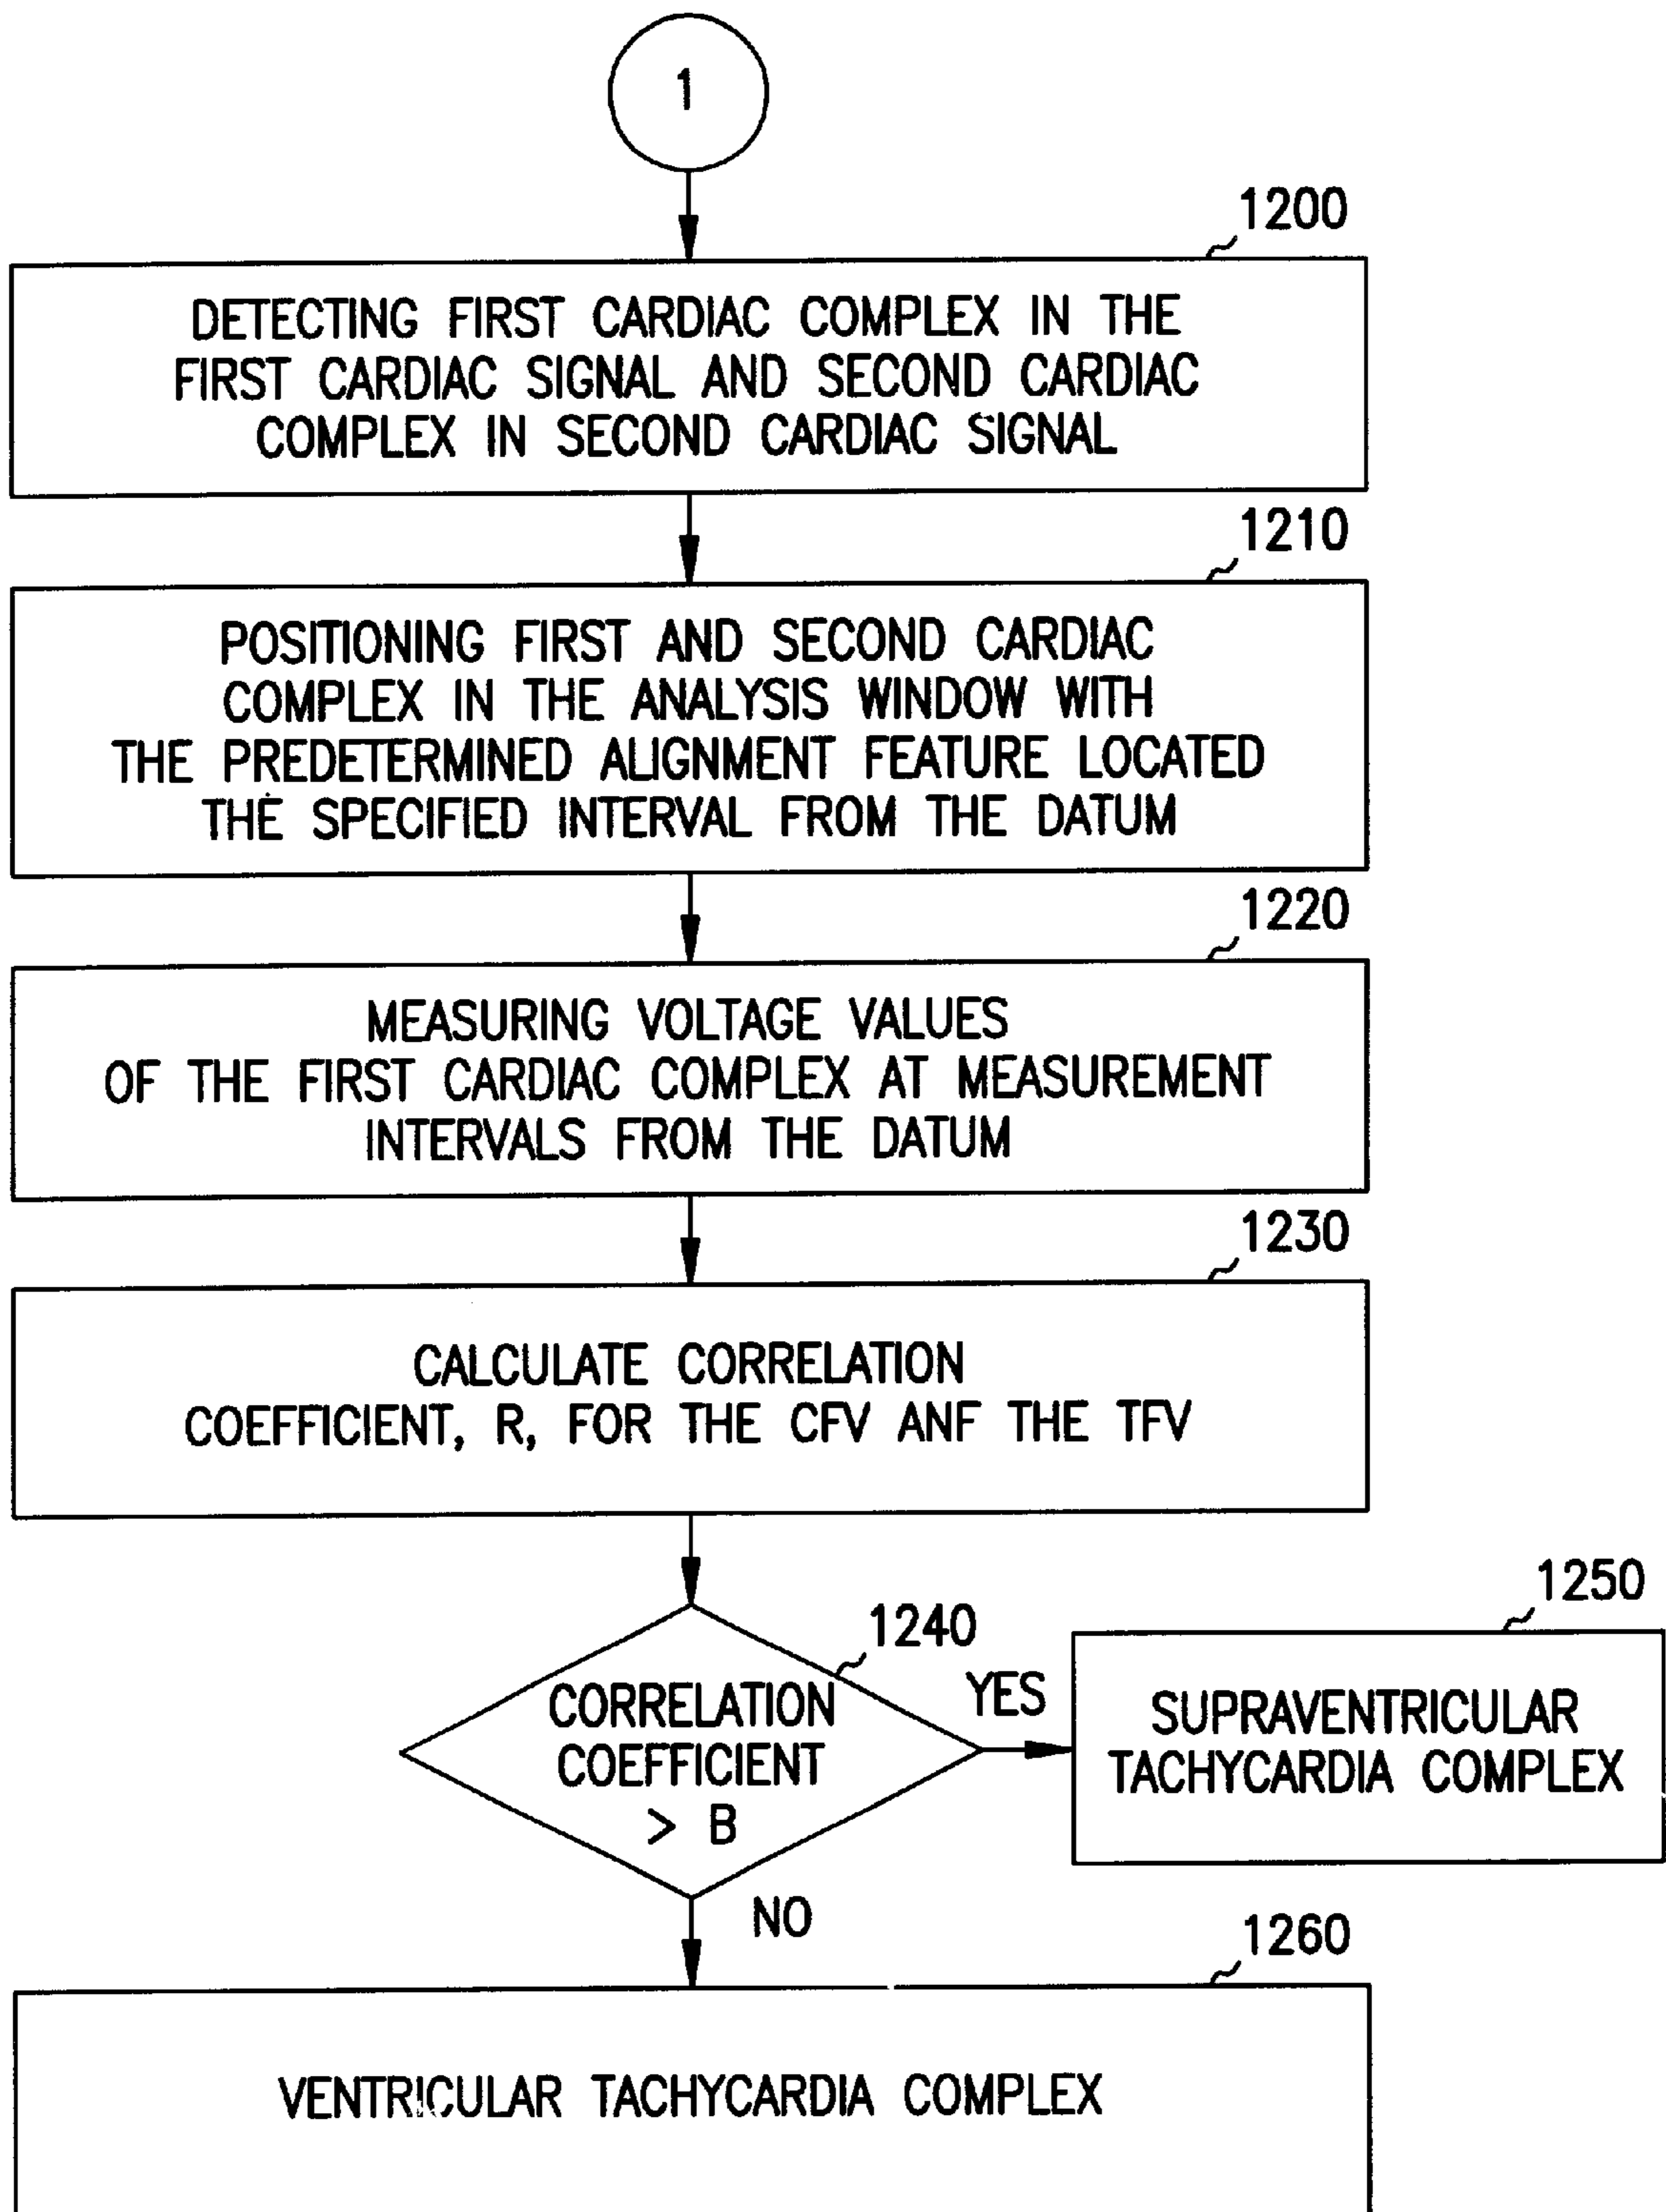 1
1200
DETECTING FIRST CARDIAC COMPLEX IN THE
FIRST CARDIAC SIGNAL AND SECOND CARDIAC
COMPLEX IN SECOND CARDIAC SIGNAL
1210
POSITIONING FIRST AND SECOND CARDIAC
COMPLEX IN THE ANALYSIS WINDOW WITH
THE PREDETERMINED ALIGNMENT FEATURE LOCATED
THE SPECIFIED INTERVAL FROM THE DATUM
1220
MEASURING VOLTAGE VALUES
OF THE FIRST CARDIAC COMPLEX AT MEASUREMENT
INTERVALS FROM THE DATUM
1230
CALCULATE CORRELATION
COEFFICIENT, R, FOR THE CFV ANF THE TFV
1240
CORRELATION
COEFFICIENT
> B
YES
1250
SUPRAVENTRICULAR
TACHYCARDIA COMPLEX
NO
1260
VENTRICULAR TACHYCARDIA COMPLEX